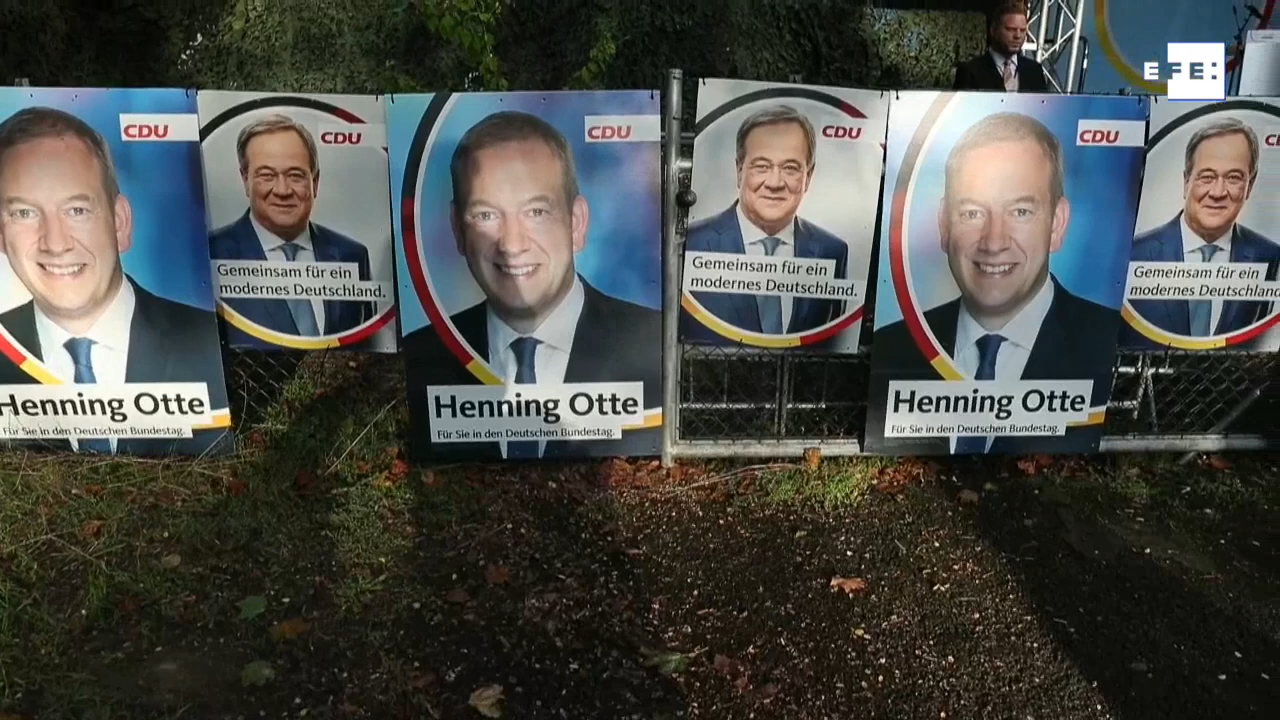 EFE:
CDU
Henning Otte
Für Sie in den Deutschen Bundestag.
CDU
Gemeinsam für ein
modernes Deutschland.
CDU
Henning Otte
Für Sie in den Deutschen Bundestag.
CDU
Gemeinsam für ein
modernes Deutschland.
CDU
Henning Otte
Für Sie in den Deutschen Bundestag.
Gemeinsam für ein
modernes Deutschland